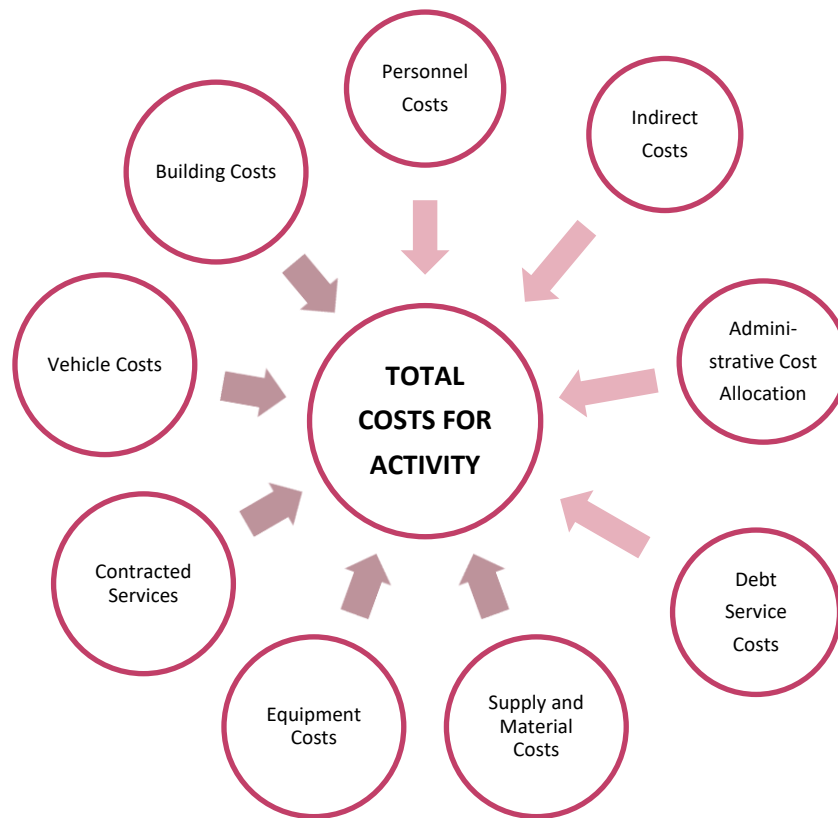 Personnel
Costs
Indirect
Costs
Building Costs
Vehicle Costs
TOTAL
COSTS FOR
ACTIVITY
Admini-
strative Cost
Allocation
Contracted
Services
Debt
Service
Costs
Equipment
Costs
Supply and
Material
Costs